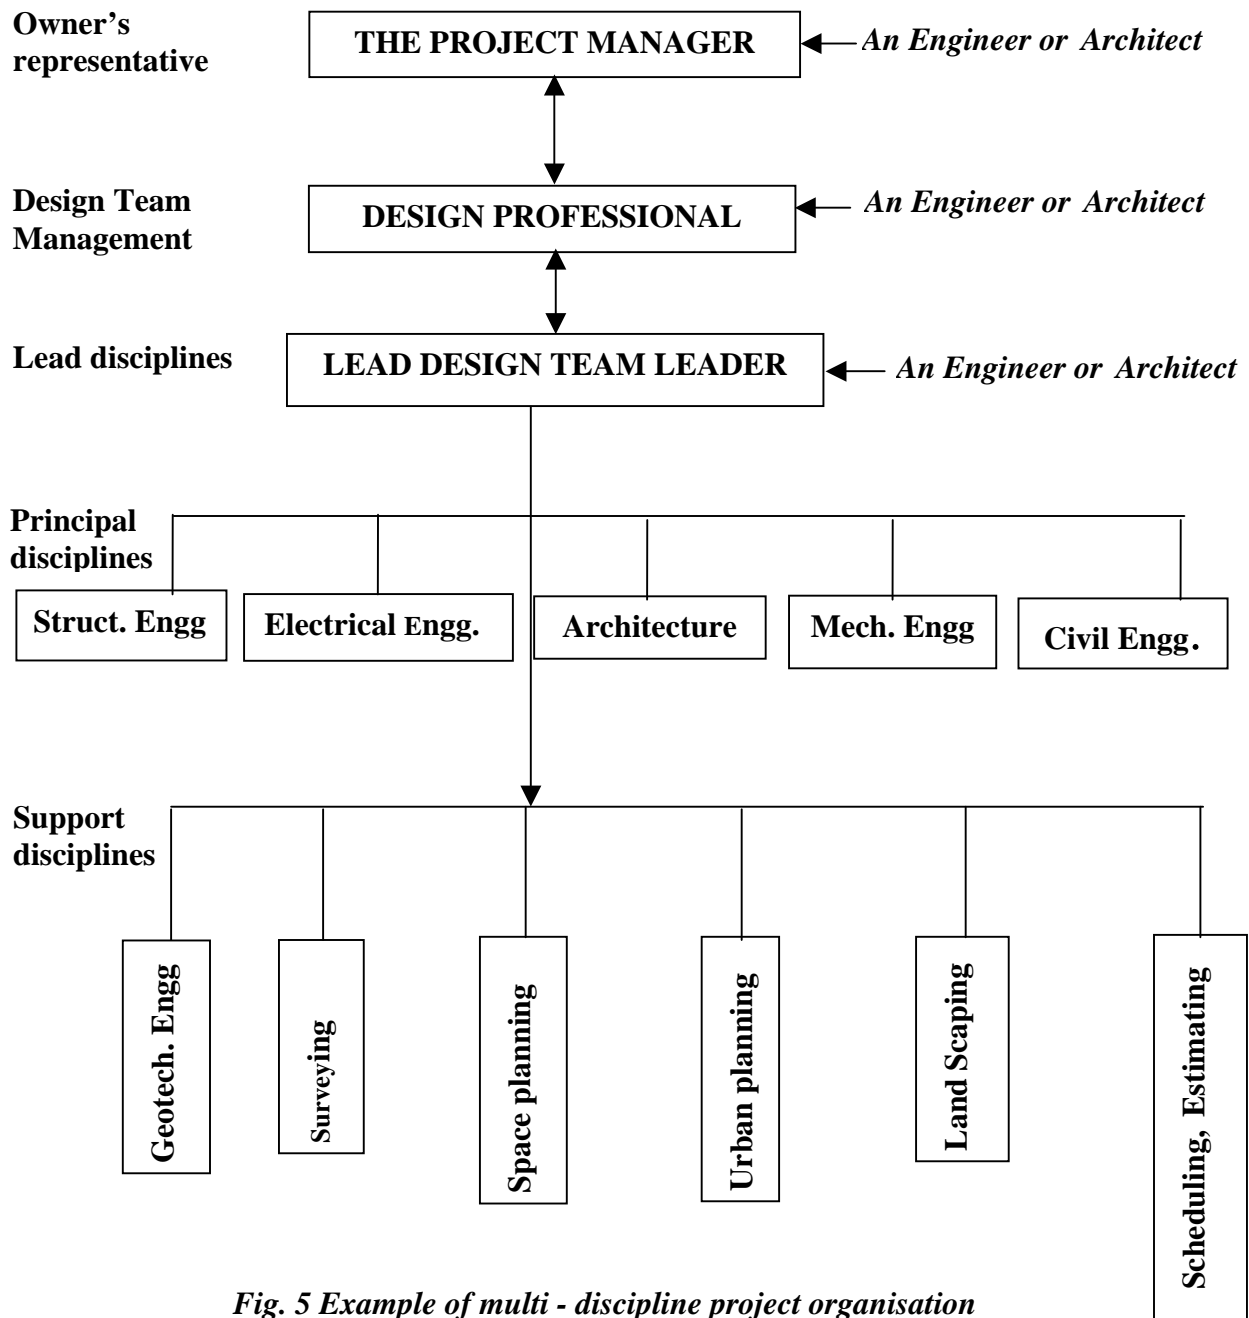 Owner’s
representative
THE PROJECT MANAGER
An Engineer or Architect
Design Team
Management
DESIGN PROFESSIONAL
An Engineer or Architect
Lead disciplines
LEAD DESIGN TEAM LEADER
An Engineer or Architect
Principal
disciplines
Struct. Engg
Electrical Engg.
Architecture
Mech. Engg
Civil Engg.
Support
disciplines
Geotech. Engg
Surveying
Space planning
Urban planning
Land Scaping
Scheduling, Estimating
Fig. 5 Example of multi - discipline project organisation